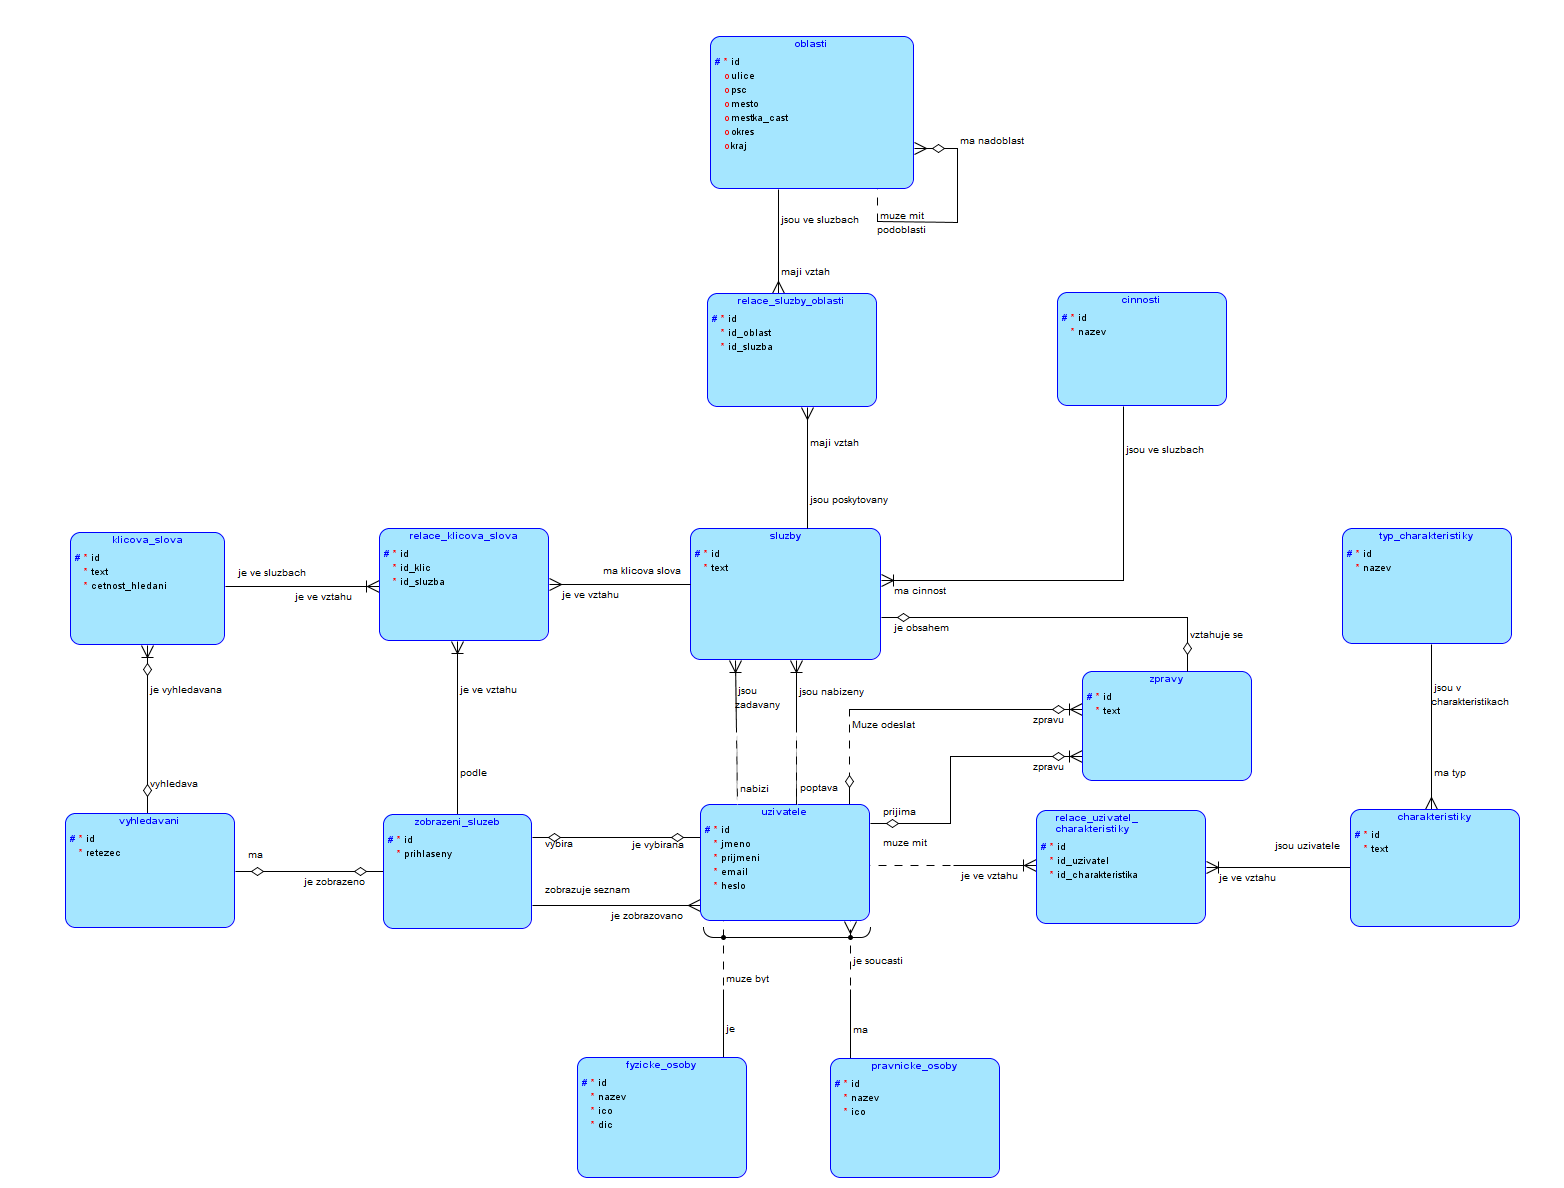 oblasti
# * id
o ulice
o psc
o mesto
o mestka_cast
o okres
o kraj
ma nadoblast
muze mit
podoblasti
jsou ve sluzbach
maji vztah
relace_sluzby_oblasti
# * id
* id_oblast
* id_sluzba
cinnosti
# * id
* nazev
maji vztah
jsou poskytovany
jsou ve sluzbach
ma cinnost
klicova_slova
# * id
* text
* cetnost_hledani
je ve sluzbach
je ve vztahu
relace_klicova_slova
# * id
* id_klic
* id_sluzba
ma klicova slova
je ve vztahu
sluzby
# * id
* text
typ_charakteristiky
# * id
* nazev
je obsahem
vztahuje se
je vyhledavana
vyhledava
je ve vztahu
podle
jsou
zadavany
nabizi
jsou nabizeny
poptava
zpravy
# * id
* text
Muze odeslat
zpravu
zpravu
prijima
jsou v
charakteristikach
ma typ
vyhledavani
# * id
* retezec
ma
je zobrazeno
zobrazeni_sluzeb
# * id
* prihlaseny
vybira
je vybirana
zobrazuje seznam
je zobrazovano
uzivatele
# * id
* jmeno
* prijmeni
* email
* heslo
muze mit
je ve vztahu
relace_uzivatel_
charakteristiky
# * id
* id_uzivatel
* id_charakteristika
jsou uzivatele
je ve vztahu
charakteristiky
# * id
* text
muze byt
je
je soucasti
ma
fyzicke_osoby
# * id
* nazev
* ico
* dic
pravnicke_osoby
# * id
* nazev
* ico